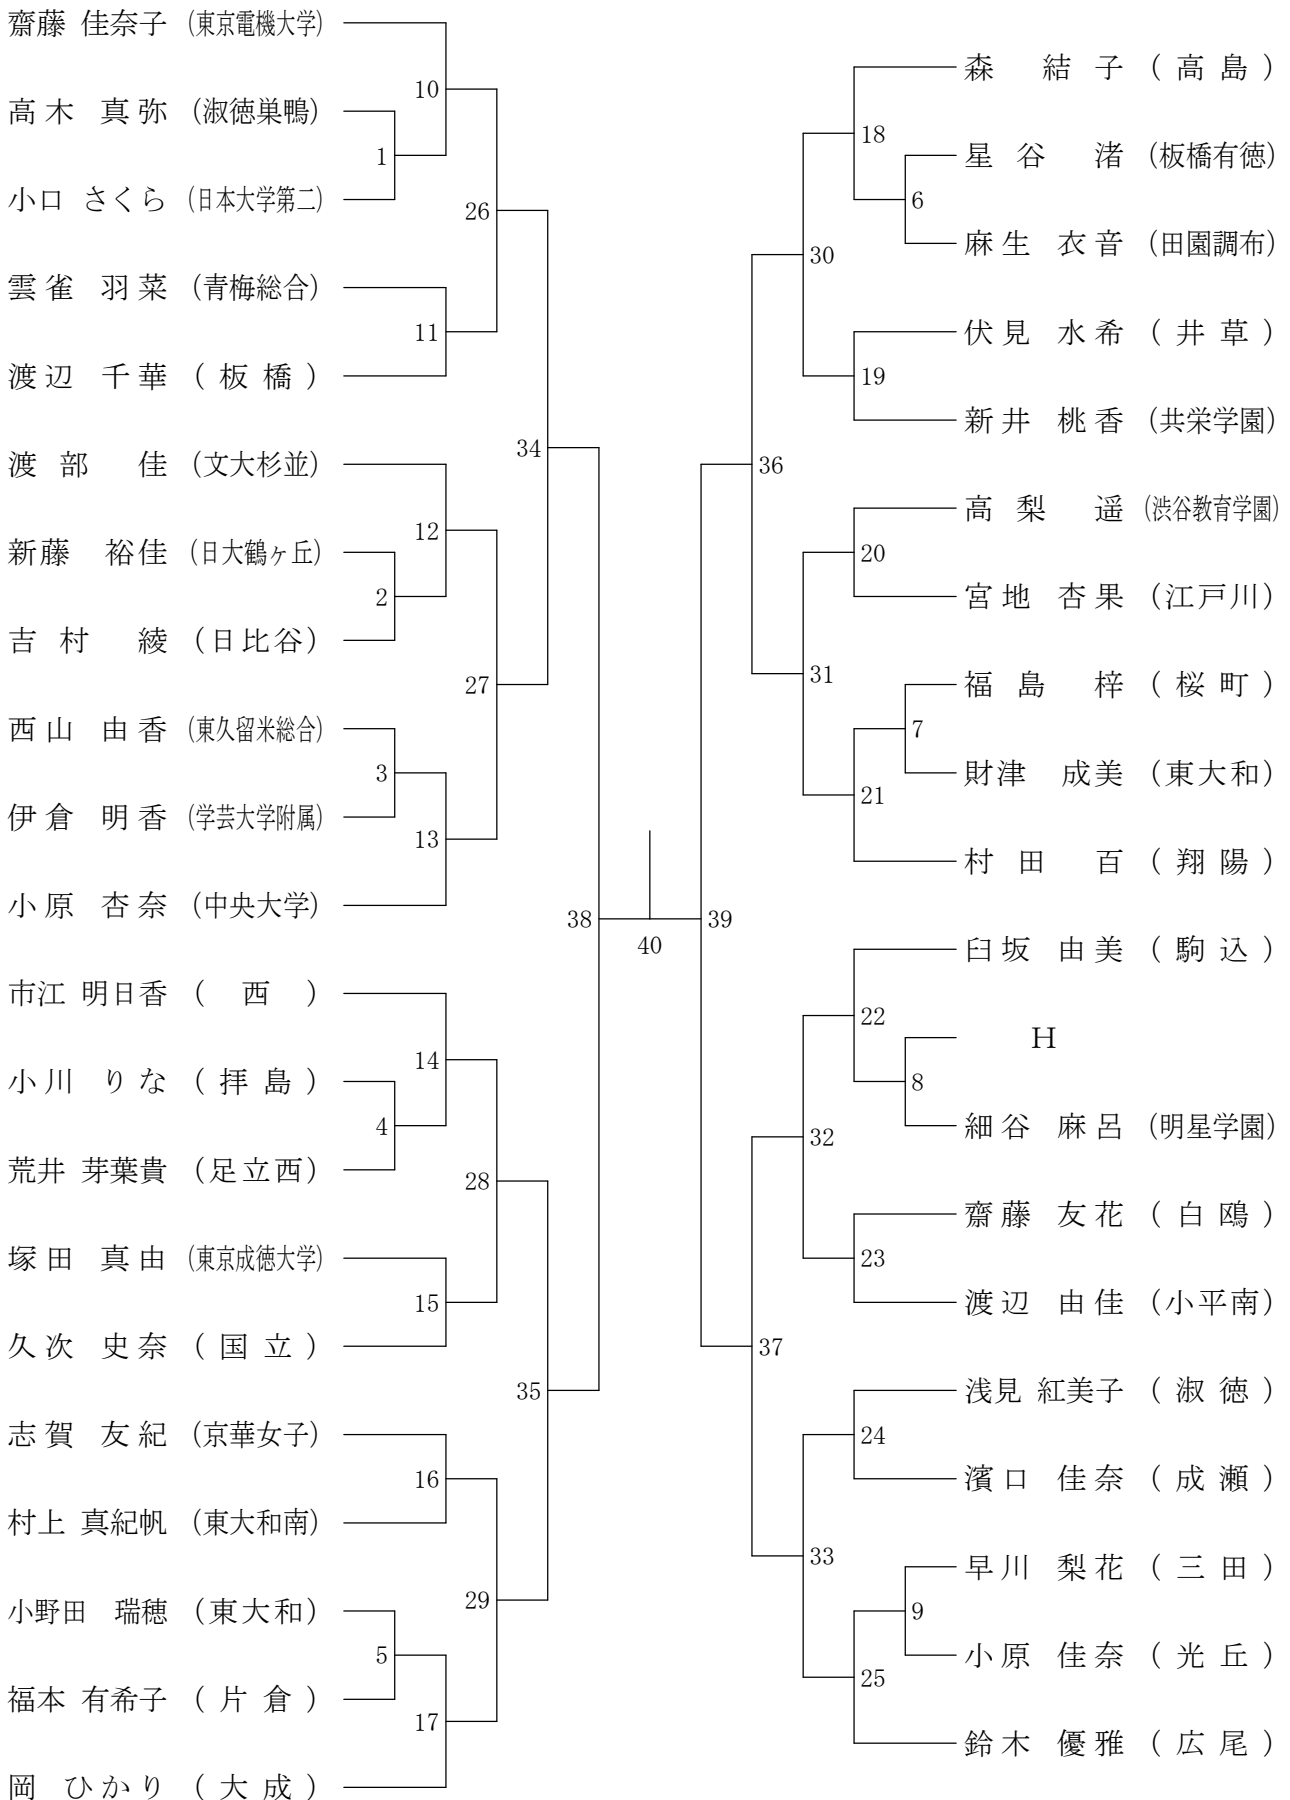 齋藤 佳奈子 (東京電機大学)
高木 真弥 (淑徳巣鴨)
小口 さくら (日本大学第二)
雲雀 羽菜 (青梅総合)
渡辺 千華 (板橋)
渡部 佳 (文大杉並)
新藤 裕佳 (日大鶴ヶ丘)
吉村 綾 (日比谷)
西山 由香 (東久留米総合)
伊倉 明香 (学芸大学附属)
小原 杏奈 (中央大学)
市江 明日香 (西)
小川 りな (拝島)
荒井 芽葉貴 (足立西)
塚田 真由 (東京成徳大学)
久次 史奈 (国立)
志賀 友紀 (京華女子)
村上 真紀帆 (東大和南)
小野田 瑞穂 (東大和)
福本 有希子 (片倉)
岡 ひかり (大成)
1
2
3
4
5
10
11
12
13
14
15
16
17
26
27
28
29
34
35
38
40
39
36
37
30
31
32
33
18
19
20
21
22
23
24
25
6
7
8
9
森 結子 (高島)
星谷 渚 (板橋有徳)
麻生 衣音 (田園調布)
伏見 水希 (井草)
新井 桃香 (共栄学園)
高梨 遥 (渋谷教育学園)
宮地 杏果 (江戸川)
福島 梓 (桜町)
財津 成美 (東大和)
村田 百 (翔陽)
臼坂 由美 (駒込)
H
細谷 麻呂 (明星学園)
齋藤 友花 (白鴎)
渡辺 由佳 (小平南)
浅見 紅美子 (淑徳)
濱口 佳奈 (成瀬)
早川 梨花 (三田)
小原 佳奈 (光丘)
鈴木 優雅 (広尾)